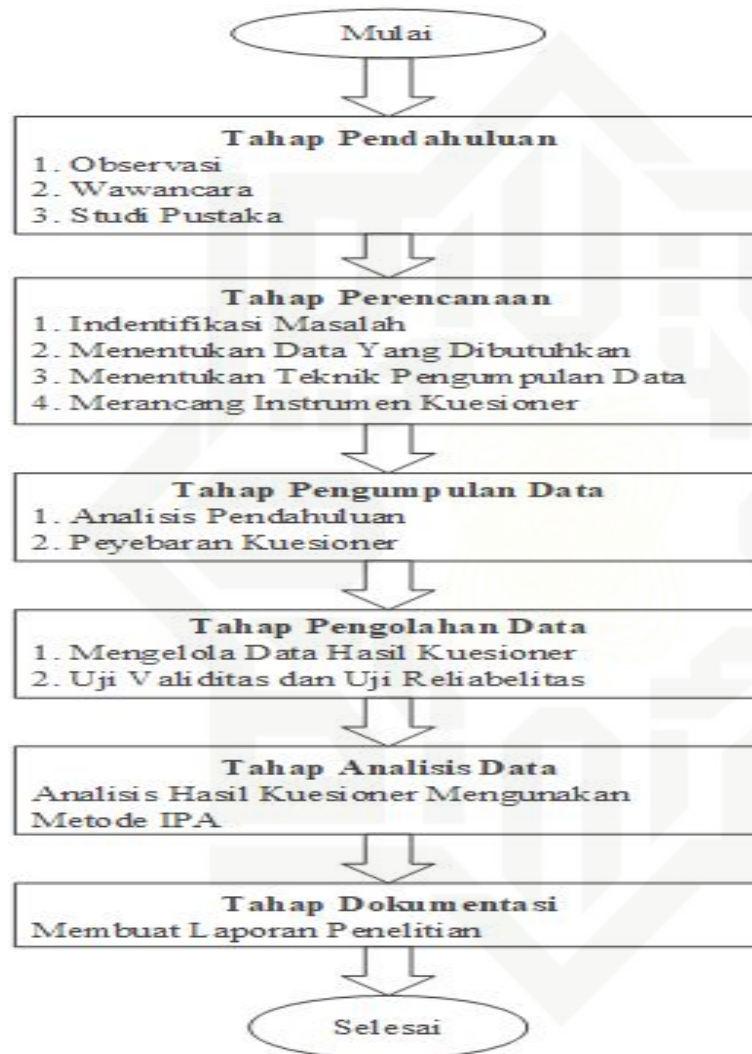 Mulai
Tahap Pendahuluan
1. Observasi
2. Wawancara
3. Studi Pustaka
Tahap Perencanaan
1. Indentifikasi Masalah
2. Menentukan Data Yang Dibutuhkan
3. Menentukan Teknik Pengumpulan Data
4. Merancang Instrumen Kuesioner
Tahap Pengumpulan Data
1. Analisis Pendahuluan
2. Peyebaran Kuesioner
Tahap Pengolahan Data
1. Mengelola Data Hasil Kuesioner
2. Uji Validitas dan Uji Reliabelitas
Tahap Analisis Data
Analisis Hasil Kuesioner Mengunakan
Metode IPA
Tahap Dokumentasi
Membuat Laporan Penelitian
Selesai